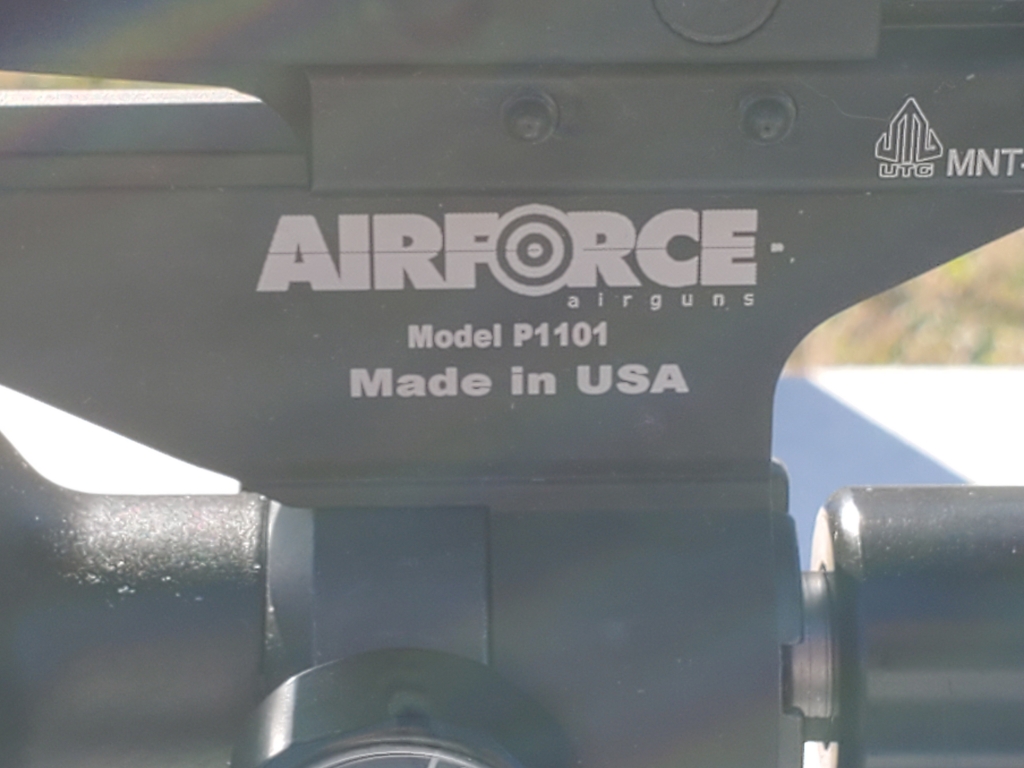 UTG MNT-
AIRFORCE
airguns
Model P1101
Made in USA